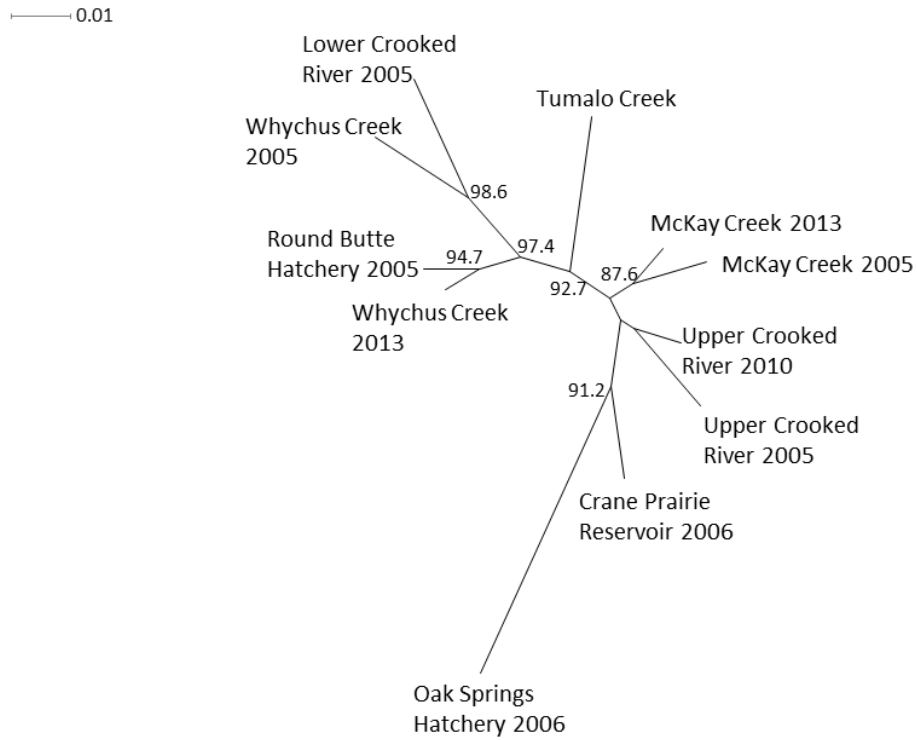 0.01
Lower Crooked
River 2005
Tumalo Creek
Whychus Creek
2005
98.6
McKay Creek 2013
Round Butte
Hatchery 2005
94.7
97.4
McKay Creek 2005
87.6
92.7
Whychus Creek
2013
Upper Crooked
River 2010
91.2
Upper Crooked
River 2005
Crane Prairie
Reservoir 2006
Oak Springs
Hatchery 2006